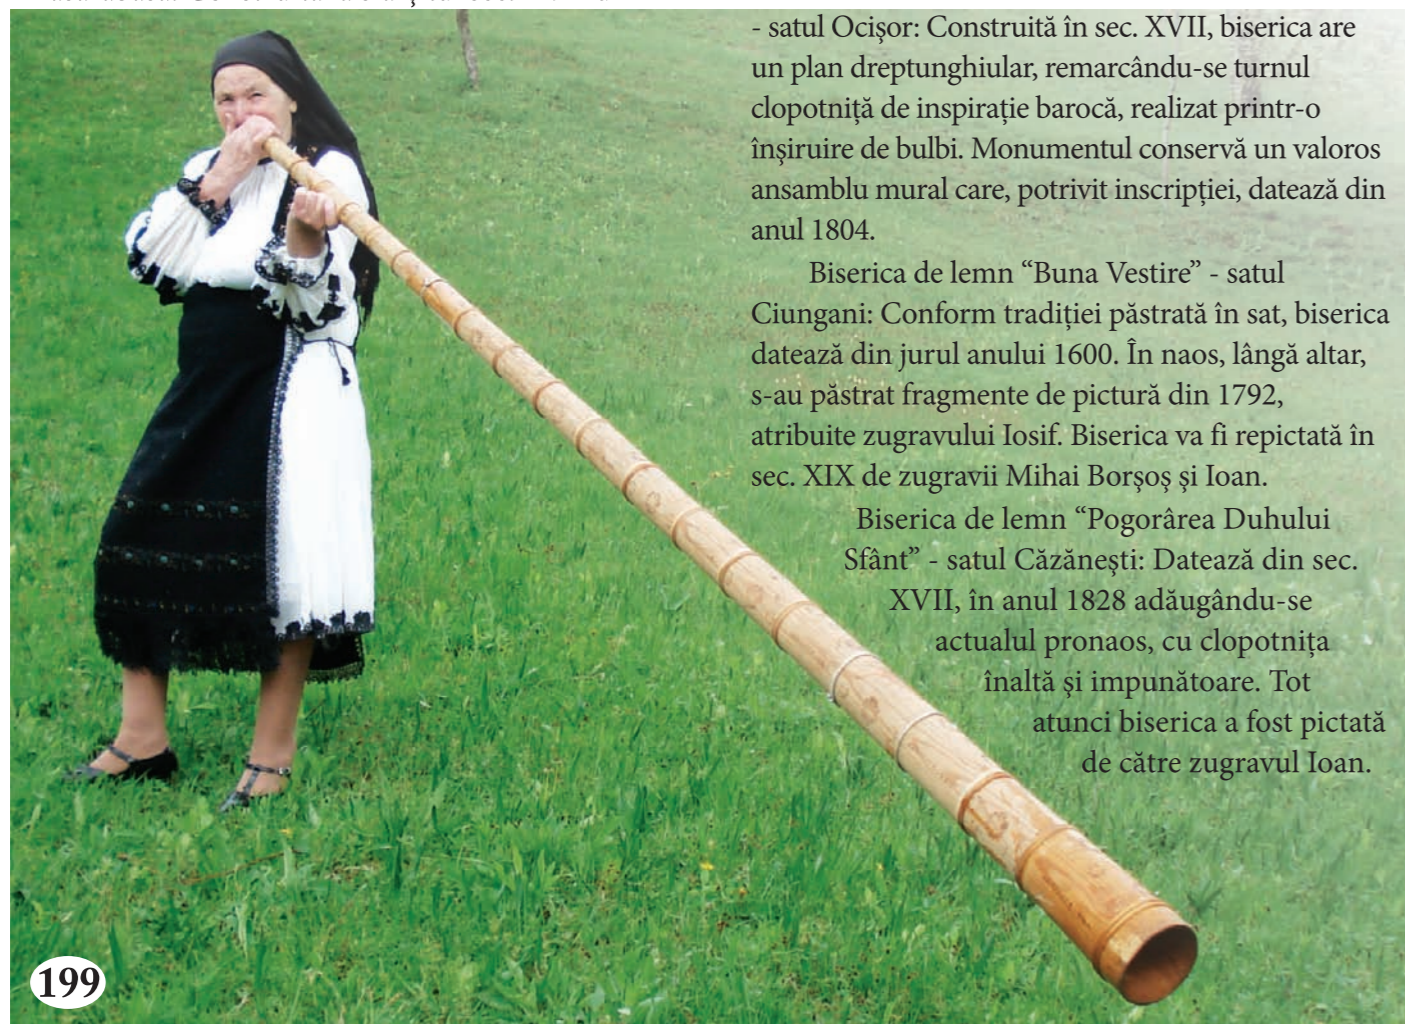 - satul Ocişor: Construită în sec. XVII, biserica are
un plan dreptunghiular, remarcându-se turnul
clopotniţă de inspiraţie barocă, realizat printr-o
înşiruire de bulbi. Monumentul conservă un valoros
ansamblu mural care, potrivit inscripţiei, datează din
anul 1804.
Biserica de lemn “Buna Vestire” - satul
Ciungani: Conform tradiţiei păstrată în sat, biserica
datează din jurul anului 1600. În naos, lângă altar,
s-au păstrat fragmente de pictură din 1792,
atribuite zugravului Iosif. Biserica va fi repictată în
sec. XIX de zugravii Mihai Borşoş şi Ioan.
Biserica de lemn “Pogorârea Duhului
Sfânt” - satul Căzăneşti: Datează din sec.
XVII, în anul 1828 adăugându-se
actualul pronaos, cu clopotniţa
înaltă şi impunătoare. Tot
atunci biserica a fost pictată
de către zugravul Ioan.
199